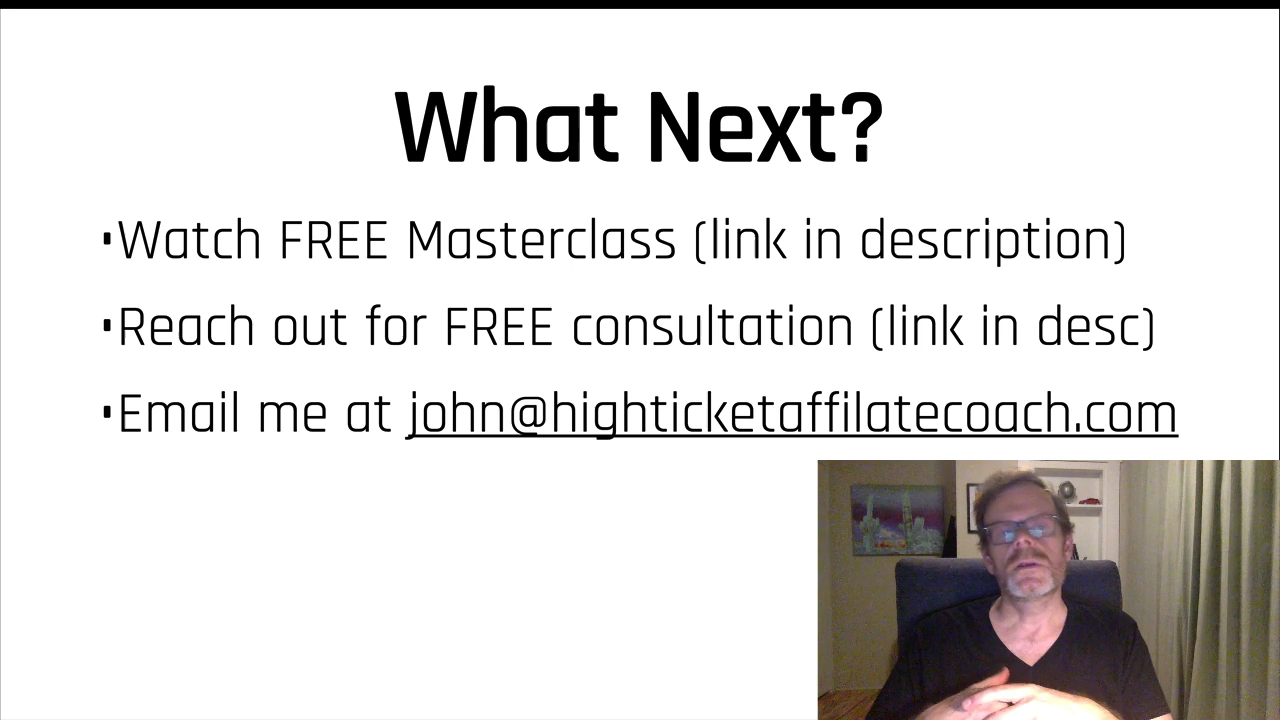 What Next?
▪Watch FREE Masterclass (link in description)
▪Reach out for FREE consultation (link in desc)
▪Email me at john@highticketaffilatecoach.com